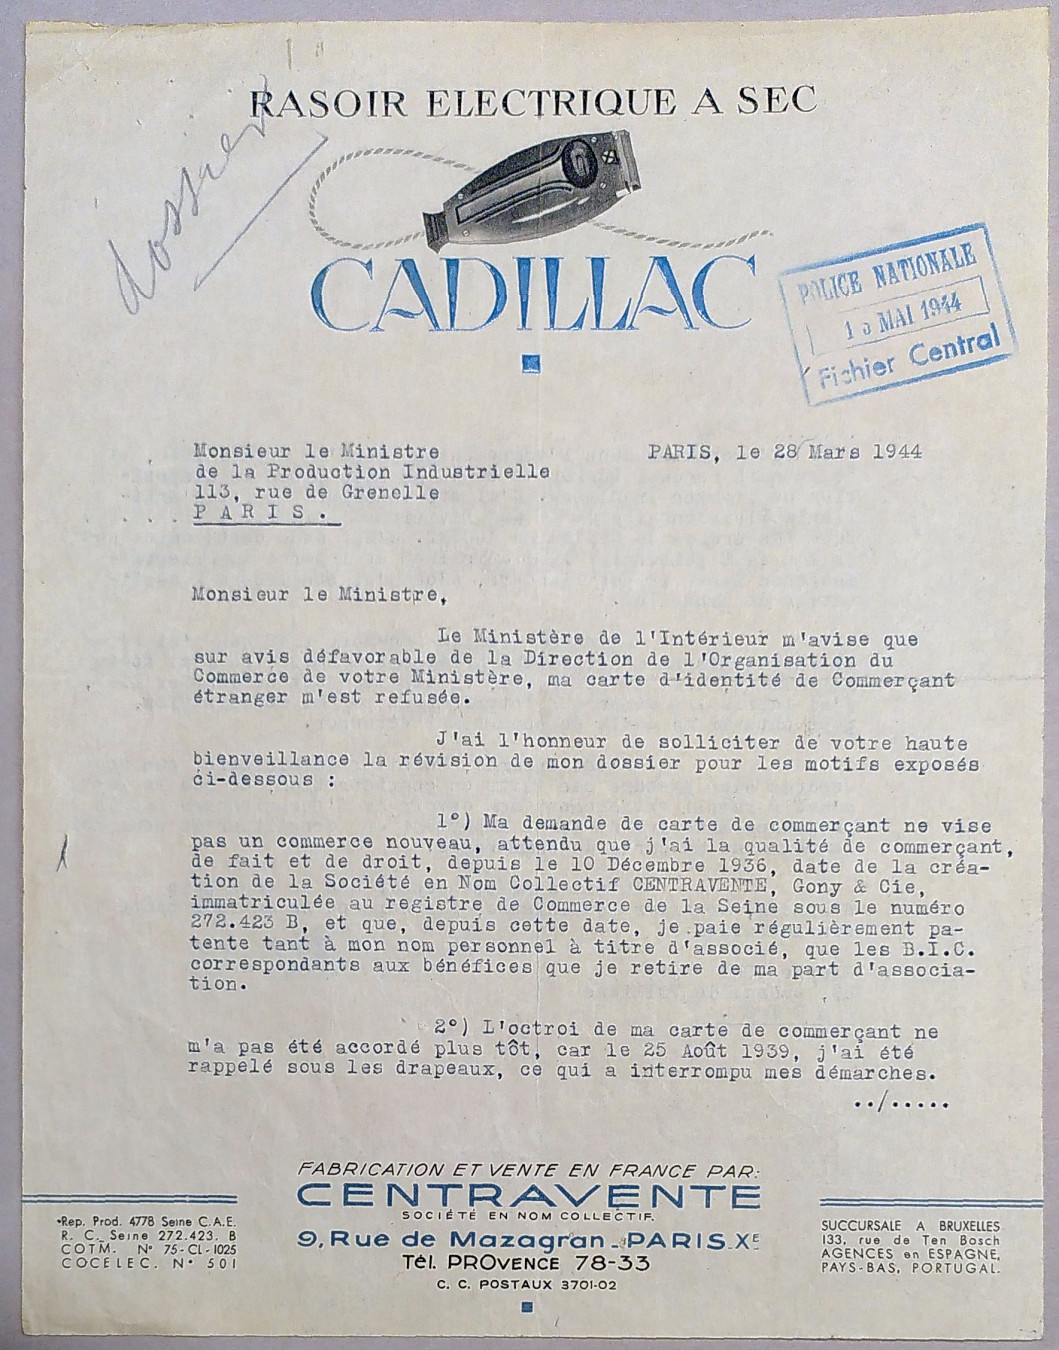 RASOIR ELECTRIQUE A SEC
dossier
CADILLAC
POLICE NATIONALE
MAI 1944
Fichier Central
Monsieur le Ministre
de la Production Industrielle
113, rue de Grenelle
PARIS.
PARIS, le 28 Mars 1944
Monsieur le Ministre,
Le Ministère de l'Intérieur m'avise que
sur avis défavorable de la Direction de l'Organisation du
Commerce de votre Ministère, ma carte d'identité de Commerçant
étranger m'est refusée.
J'ai l'honneur de solliciter de votre haute
bienveillance la révision de mon dossier pour les motifs exposés
ci-dessous :
1°) Ma demande de carte de commerçant ne vise
pas un commerce nouveau, attendu que j'ai la qualité de commerçant,
de fait et de droit, depuis le 10 Décembre 1936, date de la créa-
tion de la Société en Nom Collectif CENTRAVENTE, Gony & Cie,
immatriculée au registre de Commerce de la Seine sous le numéro
272.423 B, et que, depuis cette date, je paie régulièrement pa-
tente tant à mon nom personnel à titre d'associé, que les B.I.C.
correspondants aux bénéfices que je retire de ma part d'associa-
tion.
2°) L'octroi de ma carte de commerçant ne
m'a pas été accordé plus tôt, car le 25 Août 1939, j'ai été
rappelé sous les drapeaux, ce qui a interrompu mes démarches.
../.....
FABRICATION ET VENTE EN FRANCE PAR:
CENTRAVENTE
SOCIÉTÉ EN NOM COLLECTIF.
9, Rue de Mazagran_PARIS.XE
Tél. PROVENCE 78-33
C. C. POSTAUX 3701-02
Rep. Prod. 4778 Seine C.A.E.
R. C. Seine 272.423. B
COTM. N° 75-CL-1025
COCELEC. N° 501
SUCCURSALE A BRUXELLES
133, rue de Ten Bosch
AGENCES en ESPAGNE,
PAYS-BAS, PORTUGAL.